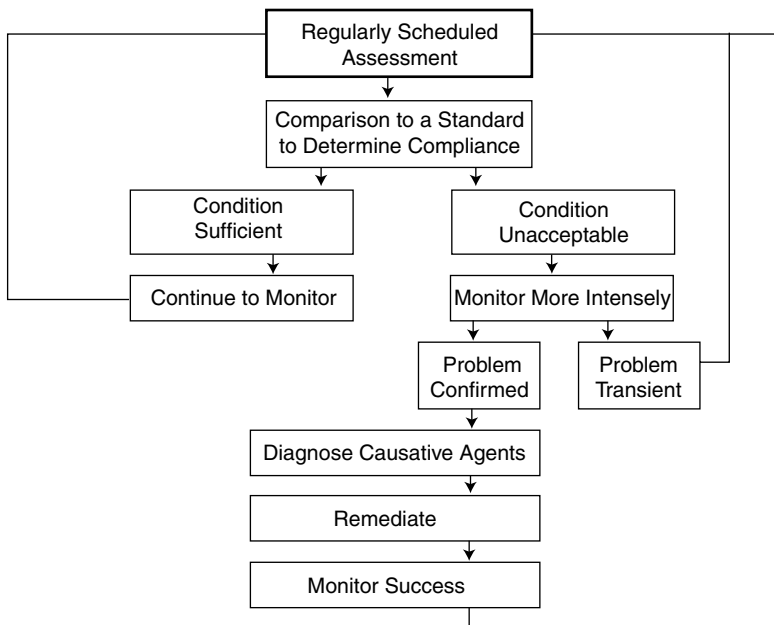 Regularly Scheduled
Assessment
Comparison to a Standard
to Determine Compliance
Condition
Sufficient
Condition
Unacceptable
Continue to Monitor
Monitor More Intensely
Problem
Confirmed
Problem
Transient
Diagnose Causative Agents
Remediate
Monitor Success